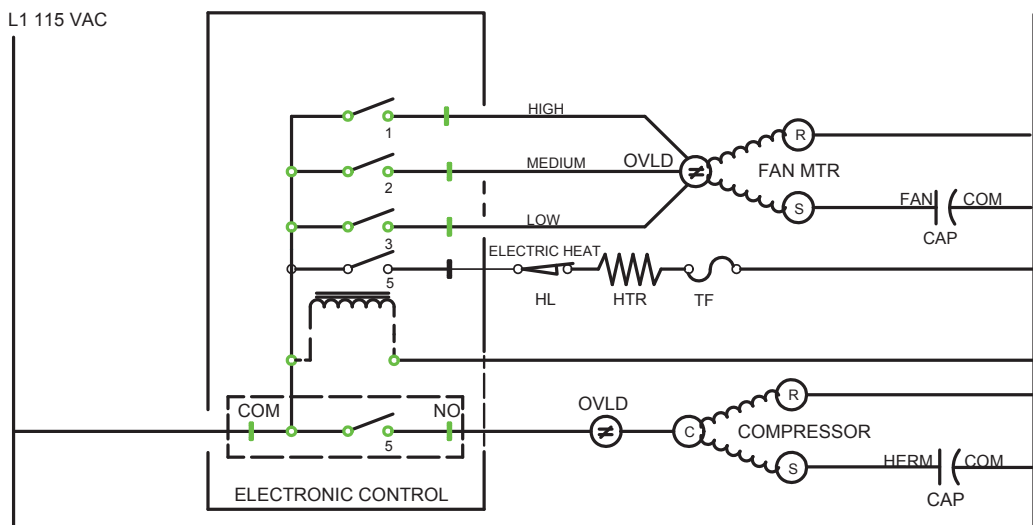 L1 115 VAC
HIGH
1
MEDIUM
OVLD
R
FAN MTR
2
S
FAN
COM
CAP
LOW
3
ELECTRIC HEAT
5
HL
HTR
TF
COM
NO
5
OVLD
C
R
COMPRESSOR
S
HERM
COM
CAP
ELECTRONIC CONTROL